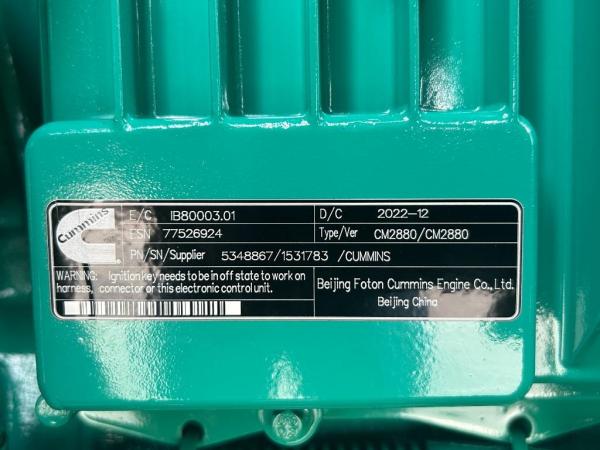 Cummins
E/C IB80003.01 D/C 2022-12
ESN 77526924 Type/Ver CM2880/CM2880
PN/SN/Supplier 5348867/1531783 /CUMMINS
WARNING: Ignition key needs to be in off state to work on
harness, connector or this electronic control unit.
Beijing Foton Cummins Engine Co., Ltd.
Beijing China